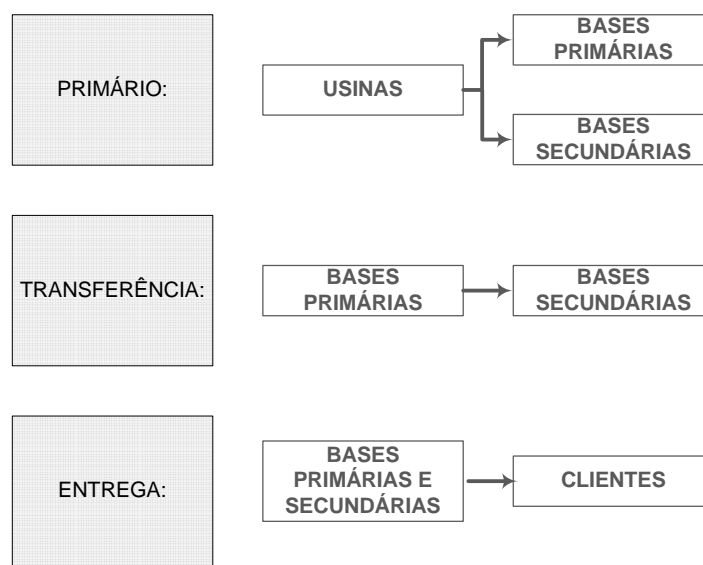 PRIMÁRIO:
USINAS
BASES
PRIMÁRIAS
BASES
SECUNDÁRIAS
TRANSFERÊNCIA:
BASES
PRIMÁRIAS
BASES
SECUNDÁRIAS
ENTREGA:
BASES
PRIMÁRIAS E
SECUNDÁRIAS
CLIENTES